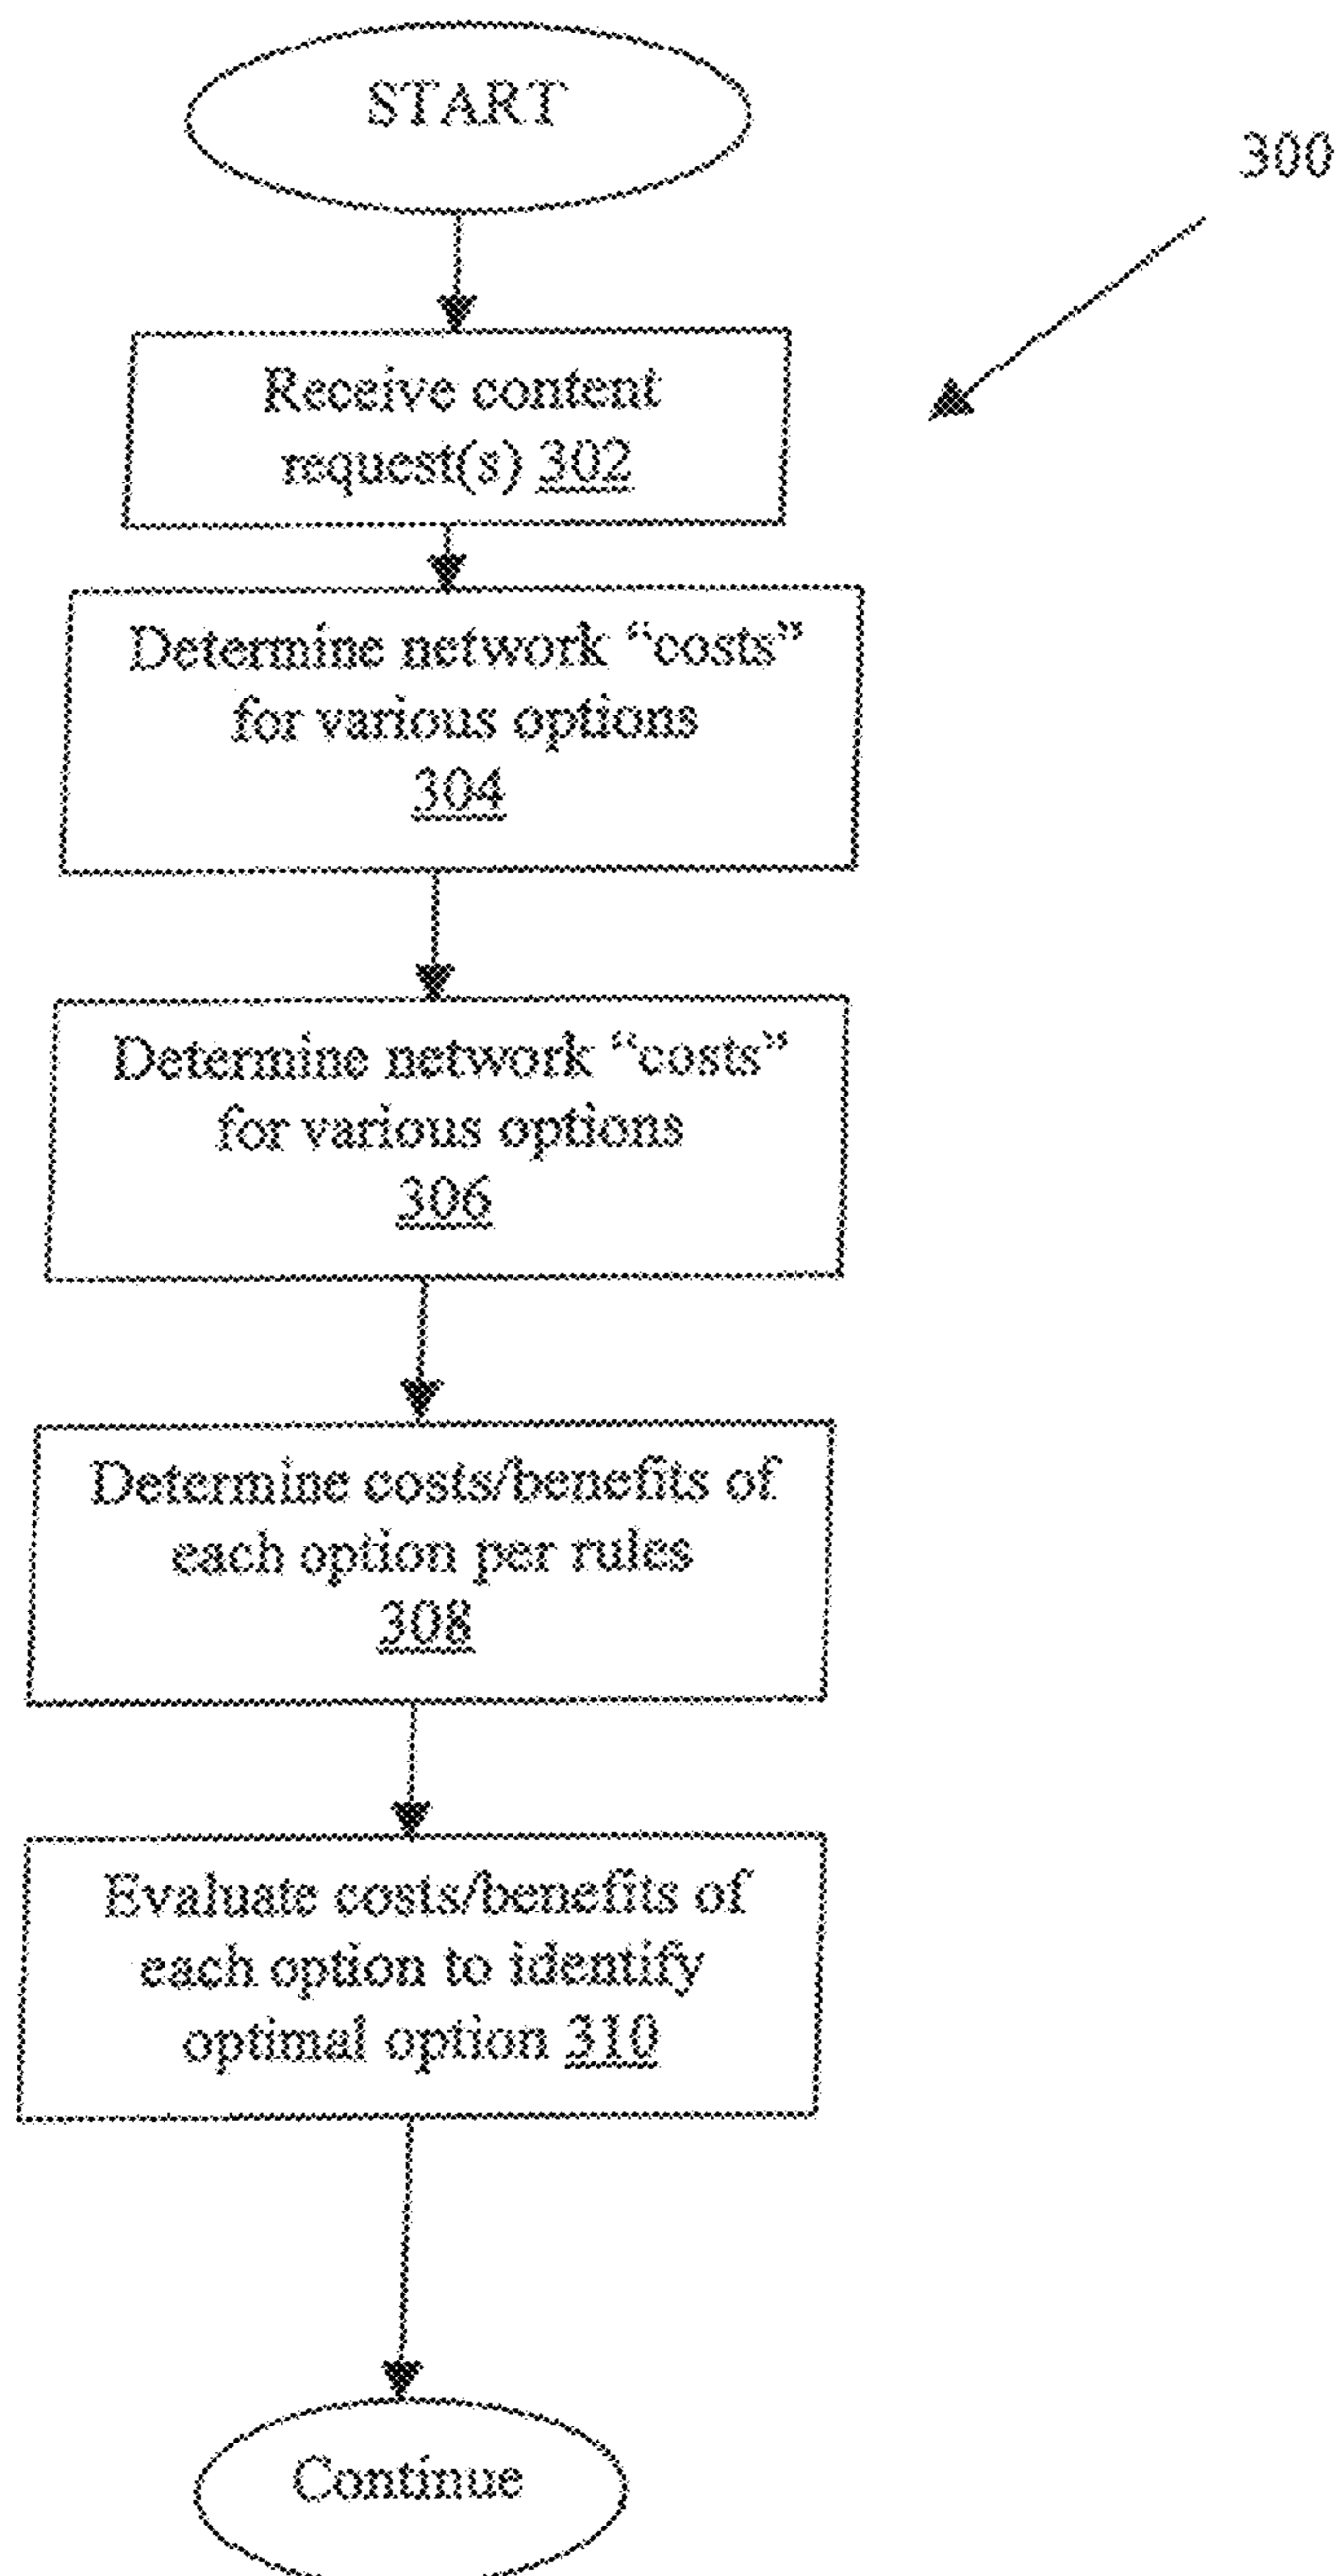 START
300
Receive content
request(s) 302
Determine network “costs”
for various options
304
Determine network “costs”
for various options
306
Determine costs/benefits of
each option per rules
308
Evaluate costs/benefits of
each option to identify
optimal option 310
Continue